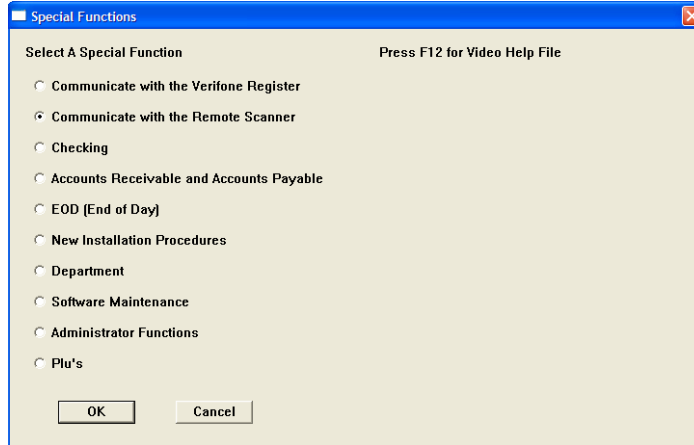 Special Functions
Select A Special Function
Press F12 for Video Help File
Communicate with the Verifone Register
Communicate with the Remote Scanner
Checking
Accounts Receivable and Accounts Payable
EOD (End of Day)
New Installation Procedures
Department
Software Maintenance
Administrator Functions
Plu's
OK
Cancel